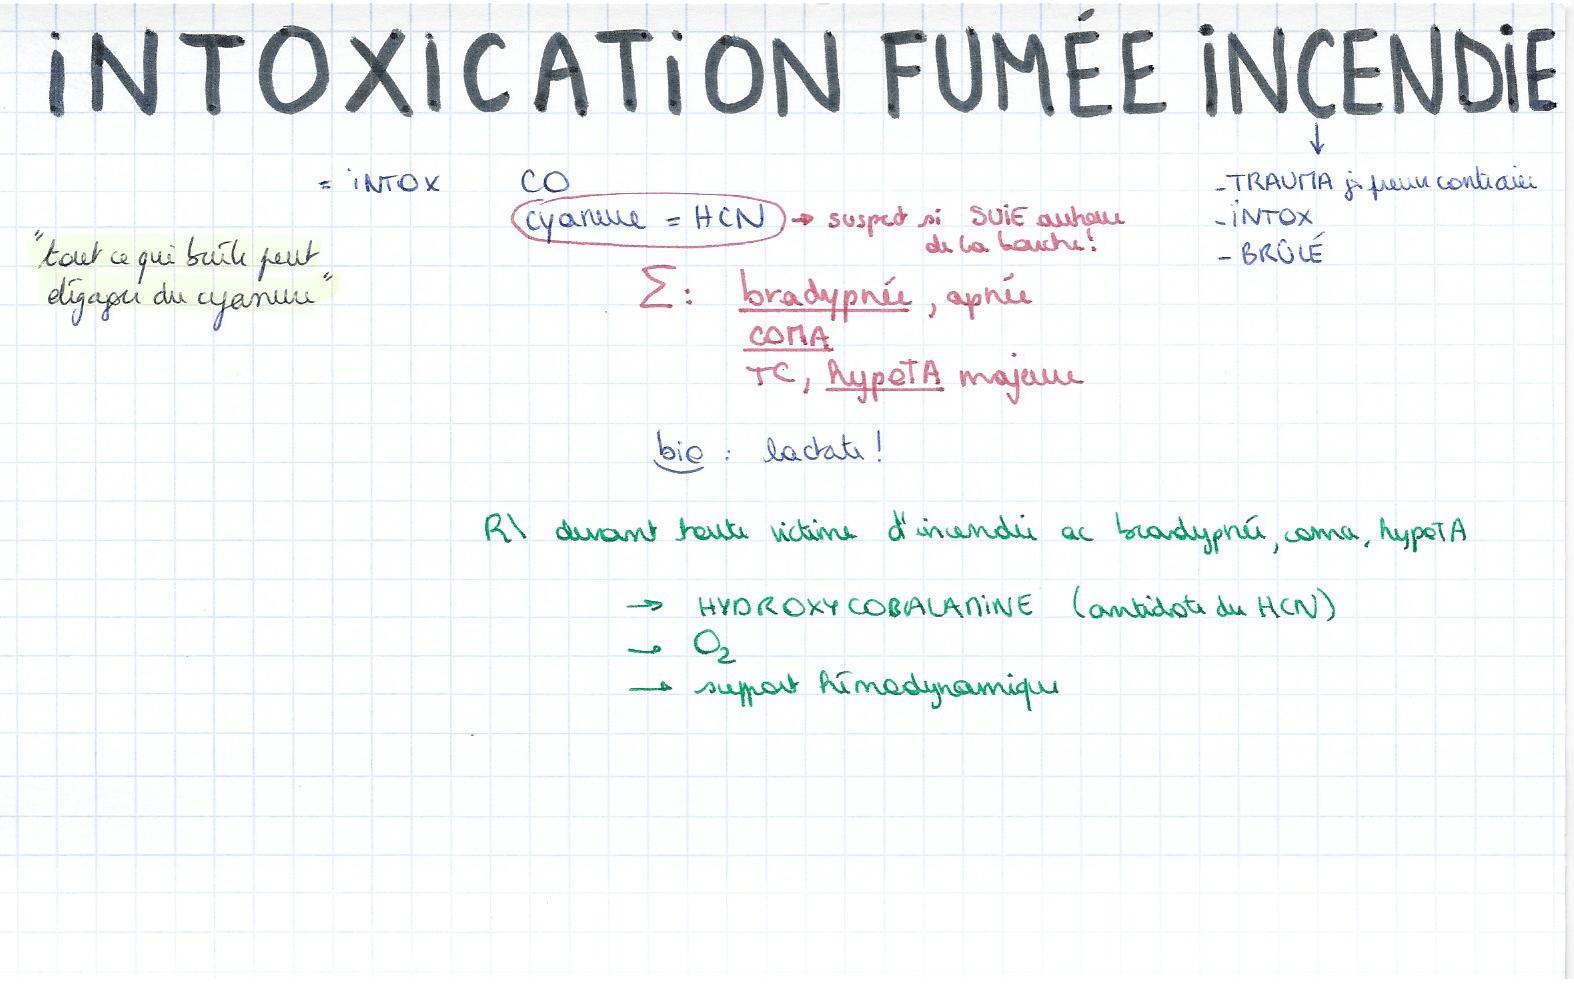 INTOXICATION FUMÉE INCENDIE
↓
= INTOX CO
cyanure = HCN → suspect si SUIE autour
de la bouche!
- TRAUMA js preuve contraire
- INTOX
- BRÛLÉ
"tout ce qui brûle peut
dégager du cyanure"
Σ : bradypnée, apnée
COMA
TC, hypoTA majeure
bio : lactate !
R\ devant toute victime d'incendie ac bradypnée, coma, hypoTA
→ HYDROXYCOBALAMINE (antidote du HCN)
→ O₂
→ support hémodynamique